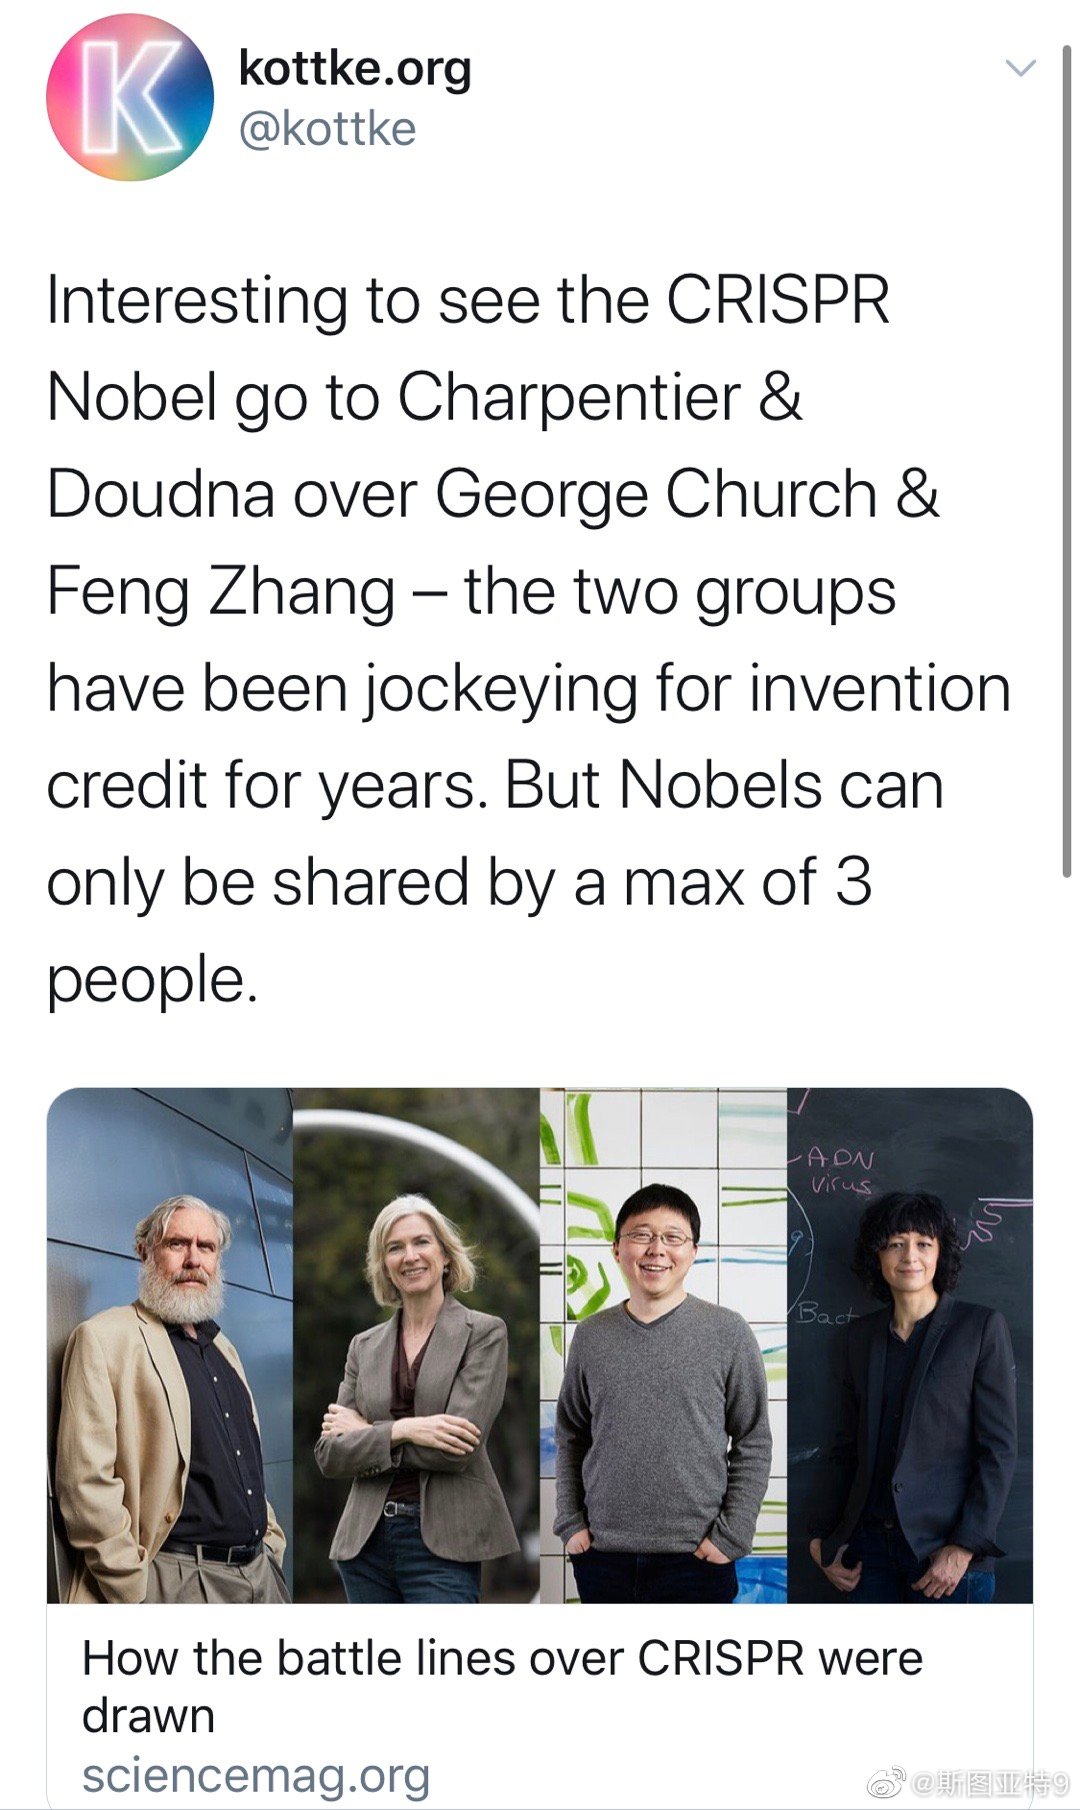 K
kottke.org
@kottke
Interesting to see the CRISPR
Nobel go to Charpentier &
Doudna over George Church &
Feng Zhang – the two groups
have been jockeying for invention
credit for years. But Nobels can
only be shared by a max of 3
people.
ADN
Virus
Bact
How the battle lines over CRISPR were
drawn
sciencemag.org
@斯图亚特9